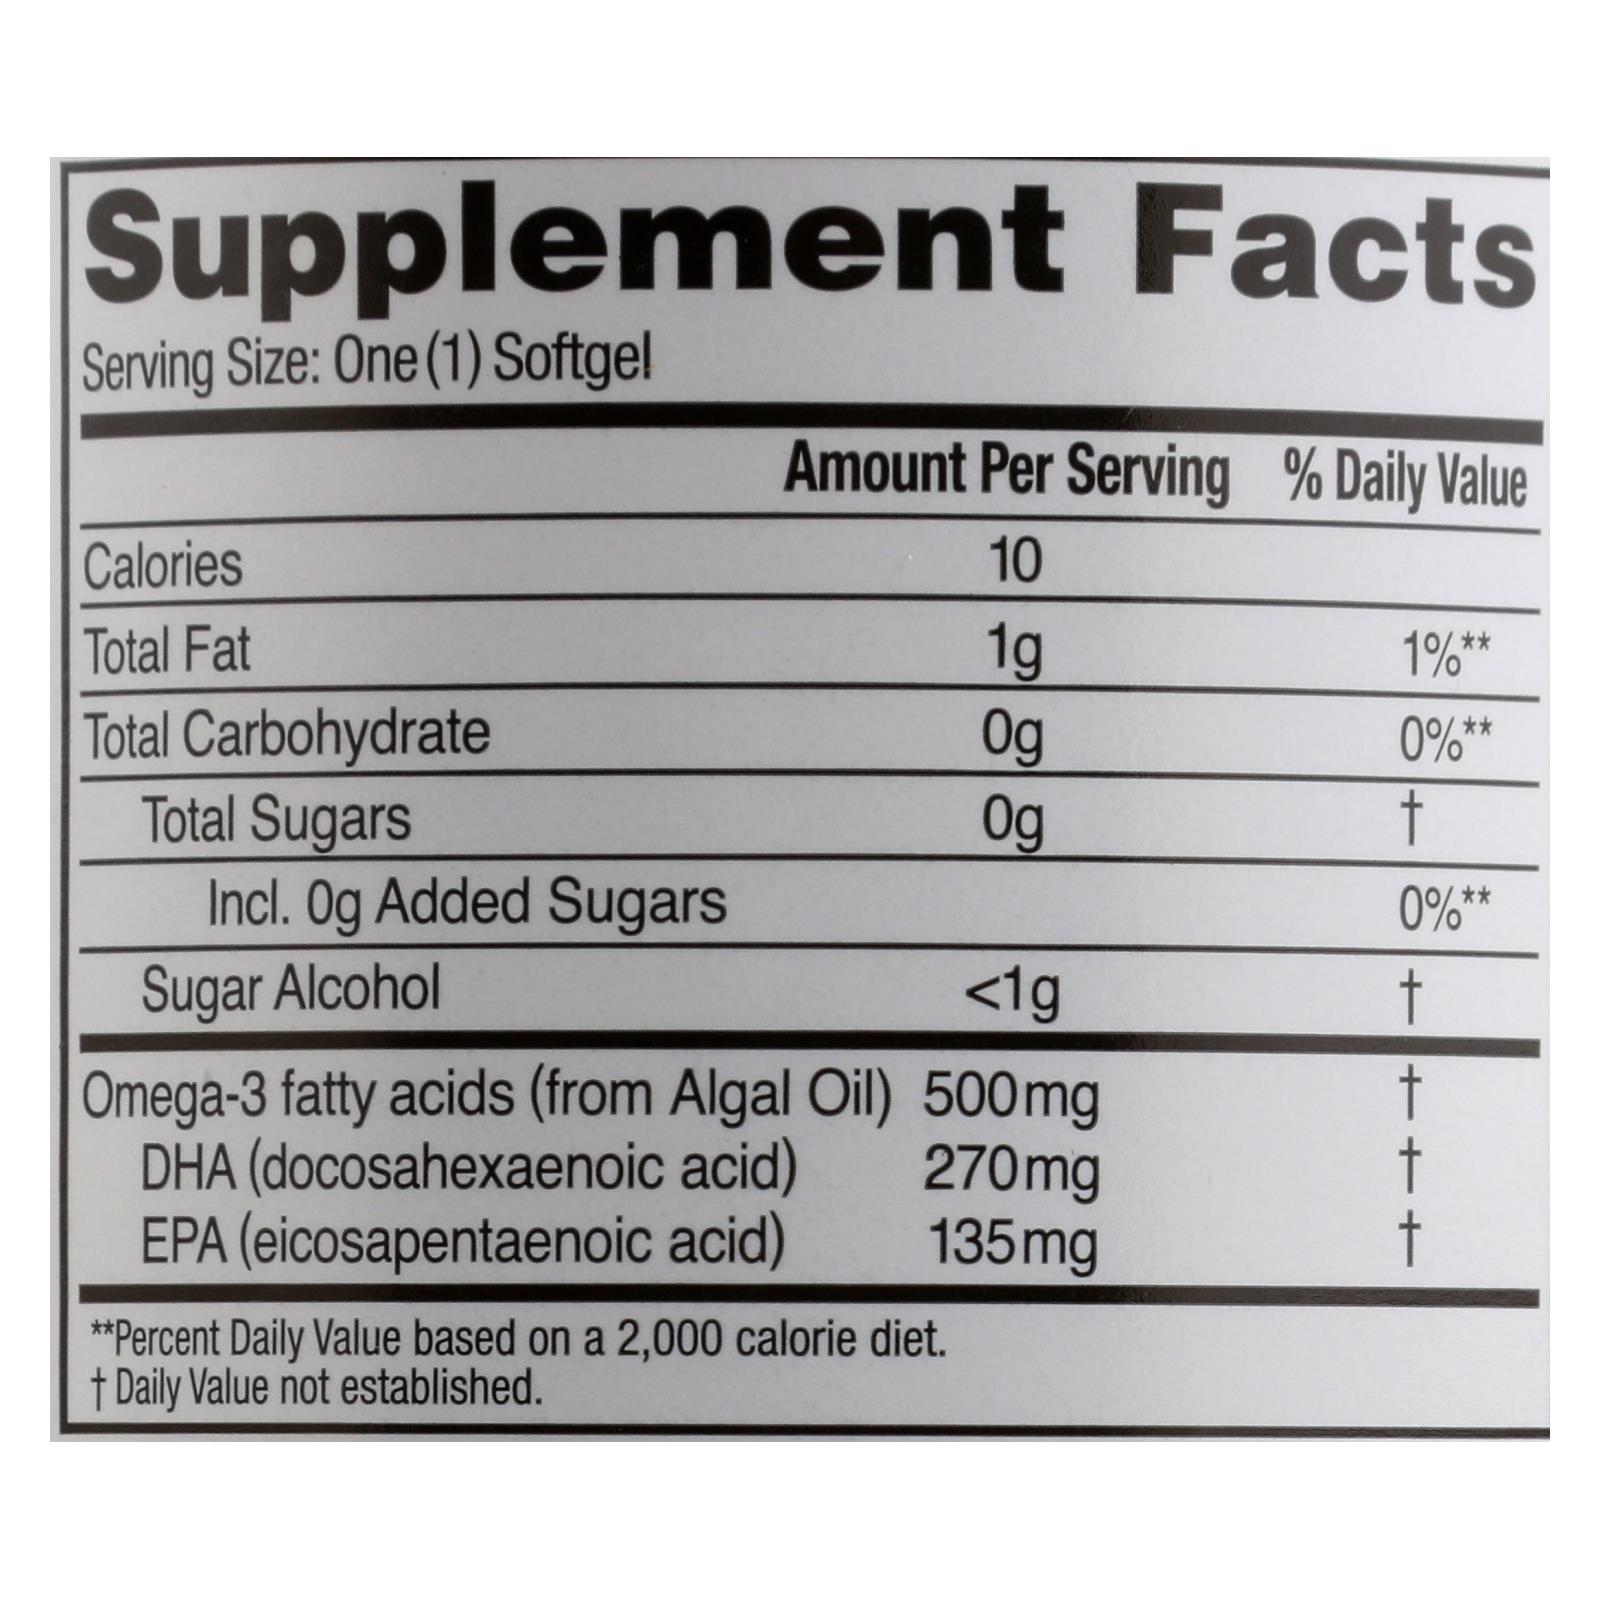 Supplement Facts
Serving Size: One (1) Softgel
Amount Per Serving % Daily Value
Calories 10
Total Fat 1g 1%**
Total Carbohydrate 0g 0%**
Total Sugars 0g †
Incl. 0g Added Sugars 0%**
Sugar Alcohol <1g †
Omega-3 fatty acids (from Algal Oil) 500mg †
DHA (docosahexaenoic acid) 270mg †
EPA (eicosapentaenoic acid) 135mg †
**Percent Daily Value based on a 2,000 calorie diet.
† Daily Value not established.